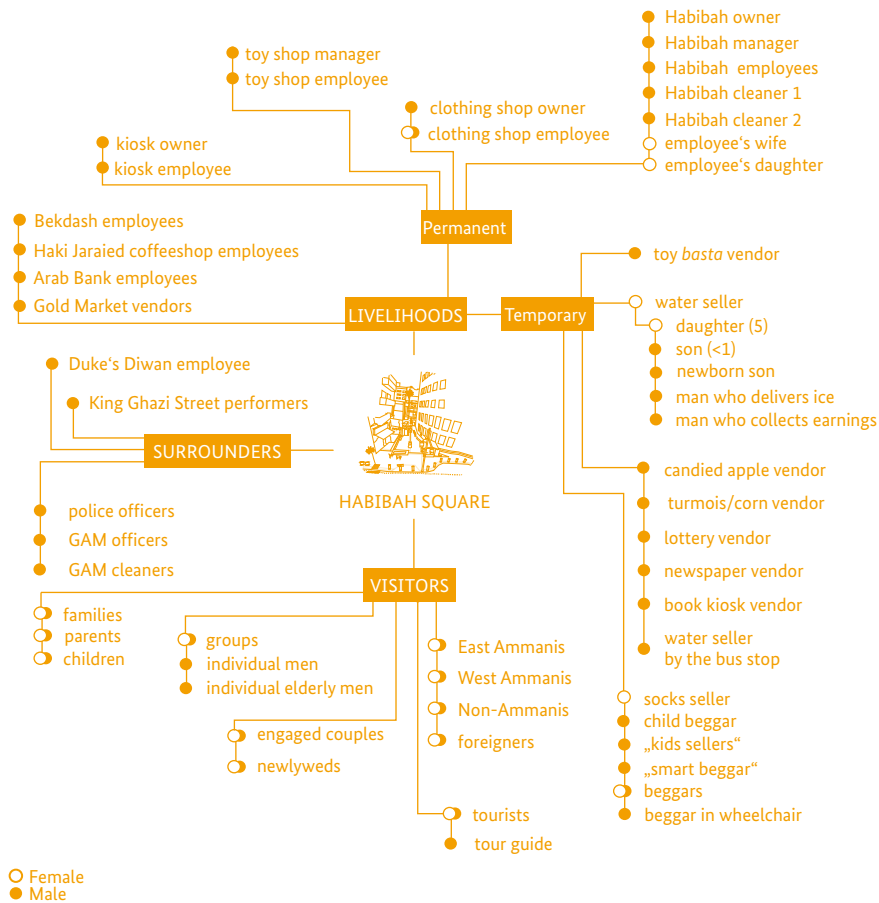 Habibah owner
Habibah manager
Habibah employees
Habibah cleaner 1
Habibah cleaner 2
employee‘s wife
employee‘s daughter
toy shop manager
toy shop employee
clothing shop owner
clothing shop employee
kiosk owner
kiosk employee
Permanent
Bekdash employees
Haki Jaraied coffeeshop employees
Arab Bank employees
Gold Market vendors
LIVELIHOODS
Temporary
toy basta vendor
water seller
daughter (5)
son (<1)
newborn son
man who delivers ice
man who collects earnings
Duke‘s Diwan employee
King Ghazi Street performers
SURROUNDERS
police officers
GAM officers
GAM cleaners
HABIBAH SQUARE
candied apple vendor
turmois/corn vendor
lottery vendor
newspaper vendor
book kiosk vendor
water seller
by the bus stop
VISITORS
families
parents
children
groups
individual men
individual elderly men
engaged couples
newlyweds
East Ammanis
West Ammanis
Non-Ammanis
foreigners
tourists
tour guide
socks seller
child beggar
„kids sellers“
„smart beggar“
beggars
beggar in wheelchair
Female
Male